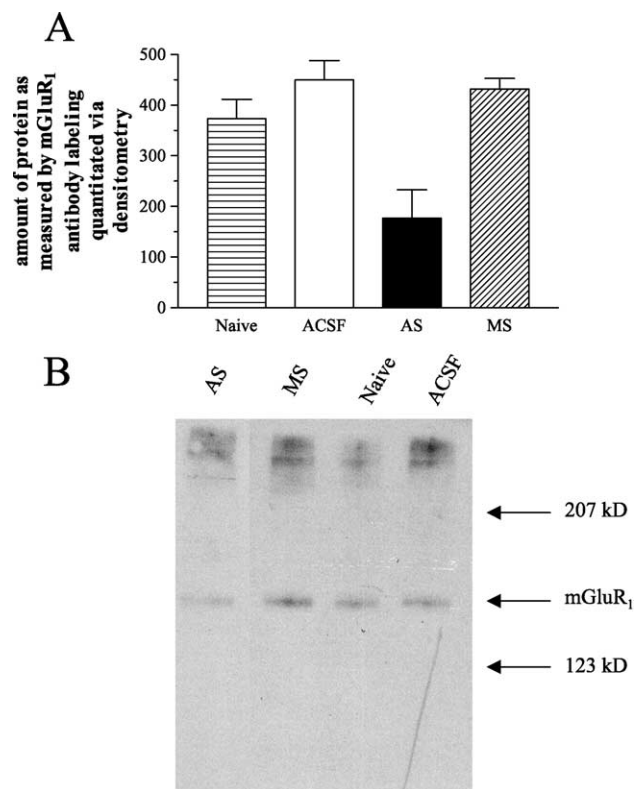 A
amount of protein as
measured by mGluR1
antibody labeling
quantitated via
densitometry
500
400
300
200
100
0
Naive ACSF AS MS
B
AS MS Naive ACSF
207 kD
mGluR1
123 kD